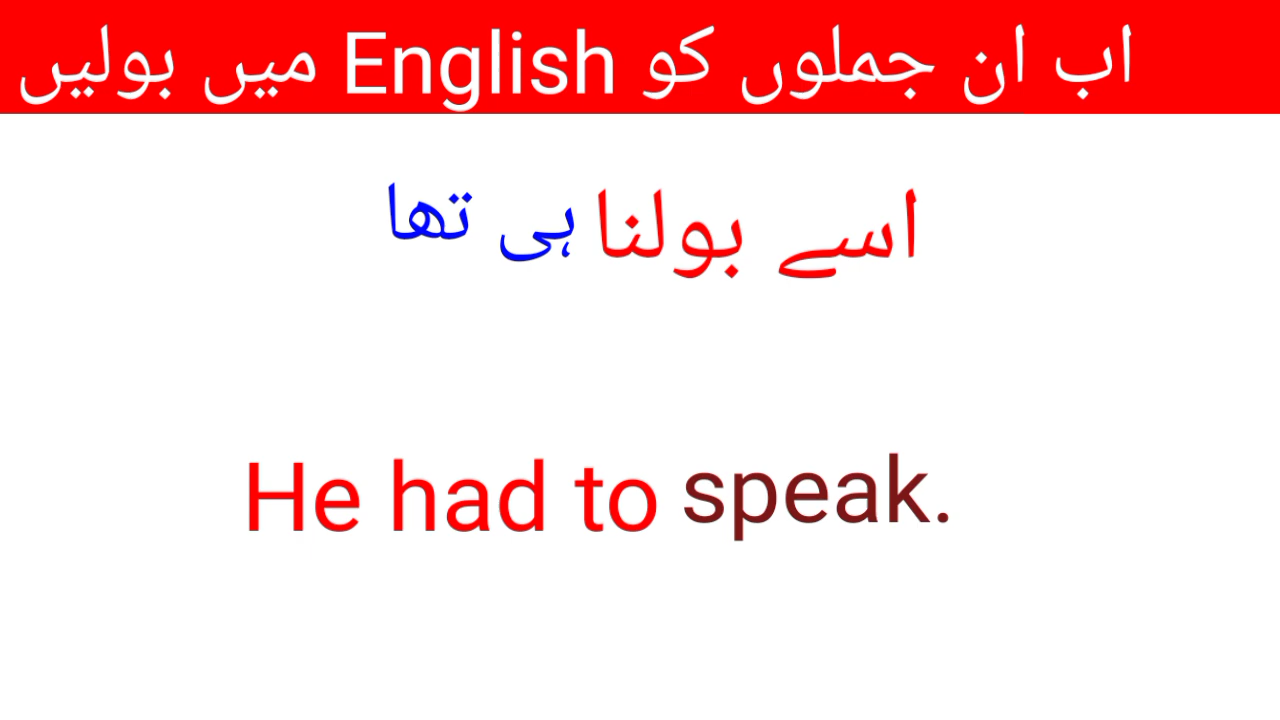 اب ان جملوں کو English میں بولیں
اسے بولنا ہی تھا
He had to speak.